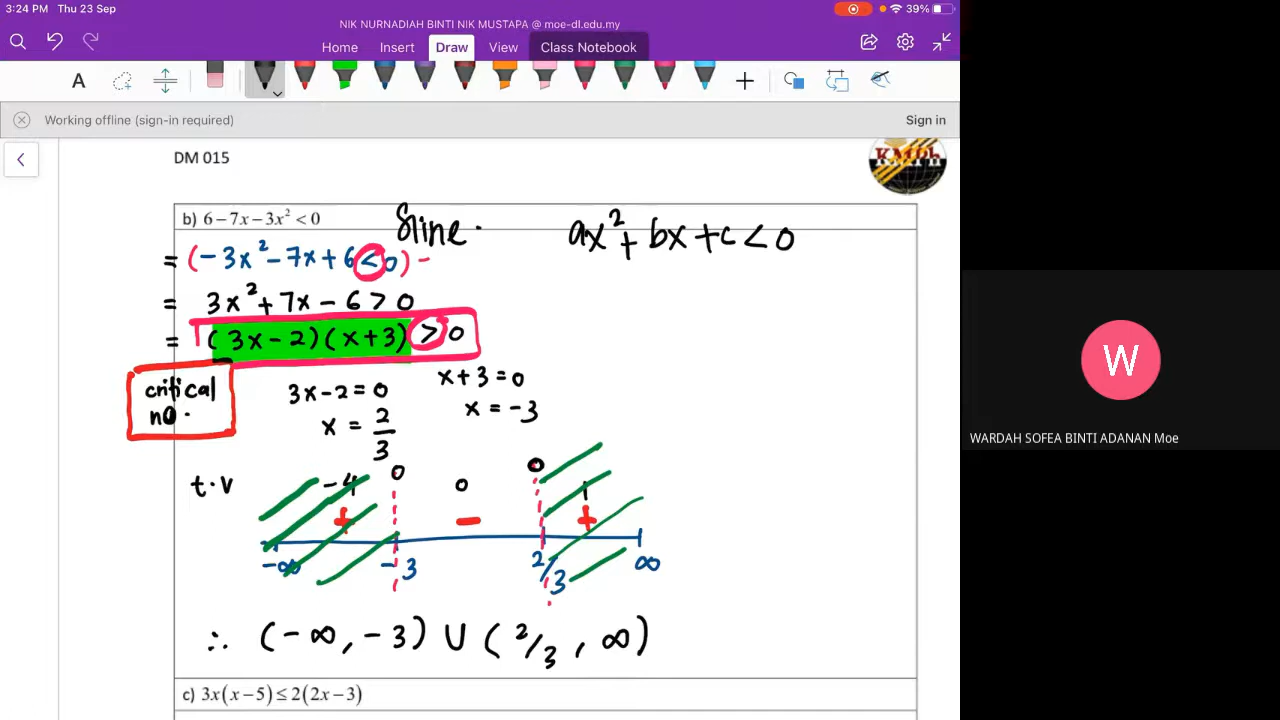 3:24 PM Thu 23 Sep
39%
NIK NURNADIAH BINTI NIK MUSTAPA @ moe-dl.edu.my
Home Insert Draw View Class Notebook
A
Working offline (sign-in required) Sign in
DM 015
KMPh
b) 6 − 7x − 3x² < 0
ax² + bx + c < 0
= (−3x² − 7x + 6 < 0) −
= 3x² + 7x − 6 > 0
= (3x − 2)(x + 3) > 0
critical
no.
3x − 2 = 0
x + 3 = 0
x = 2/3
x = −3
t.v −4 0 0 0 1
+ − +
−∞ −3 2/3 ∞
∴ (−∞, −3) ∪ (2/3, ∞)
c) 3x(x − 5) ≤ 2(2x − 3)
W
WARDAH SOFEA BINTI ADANAN Moe